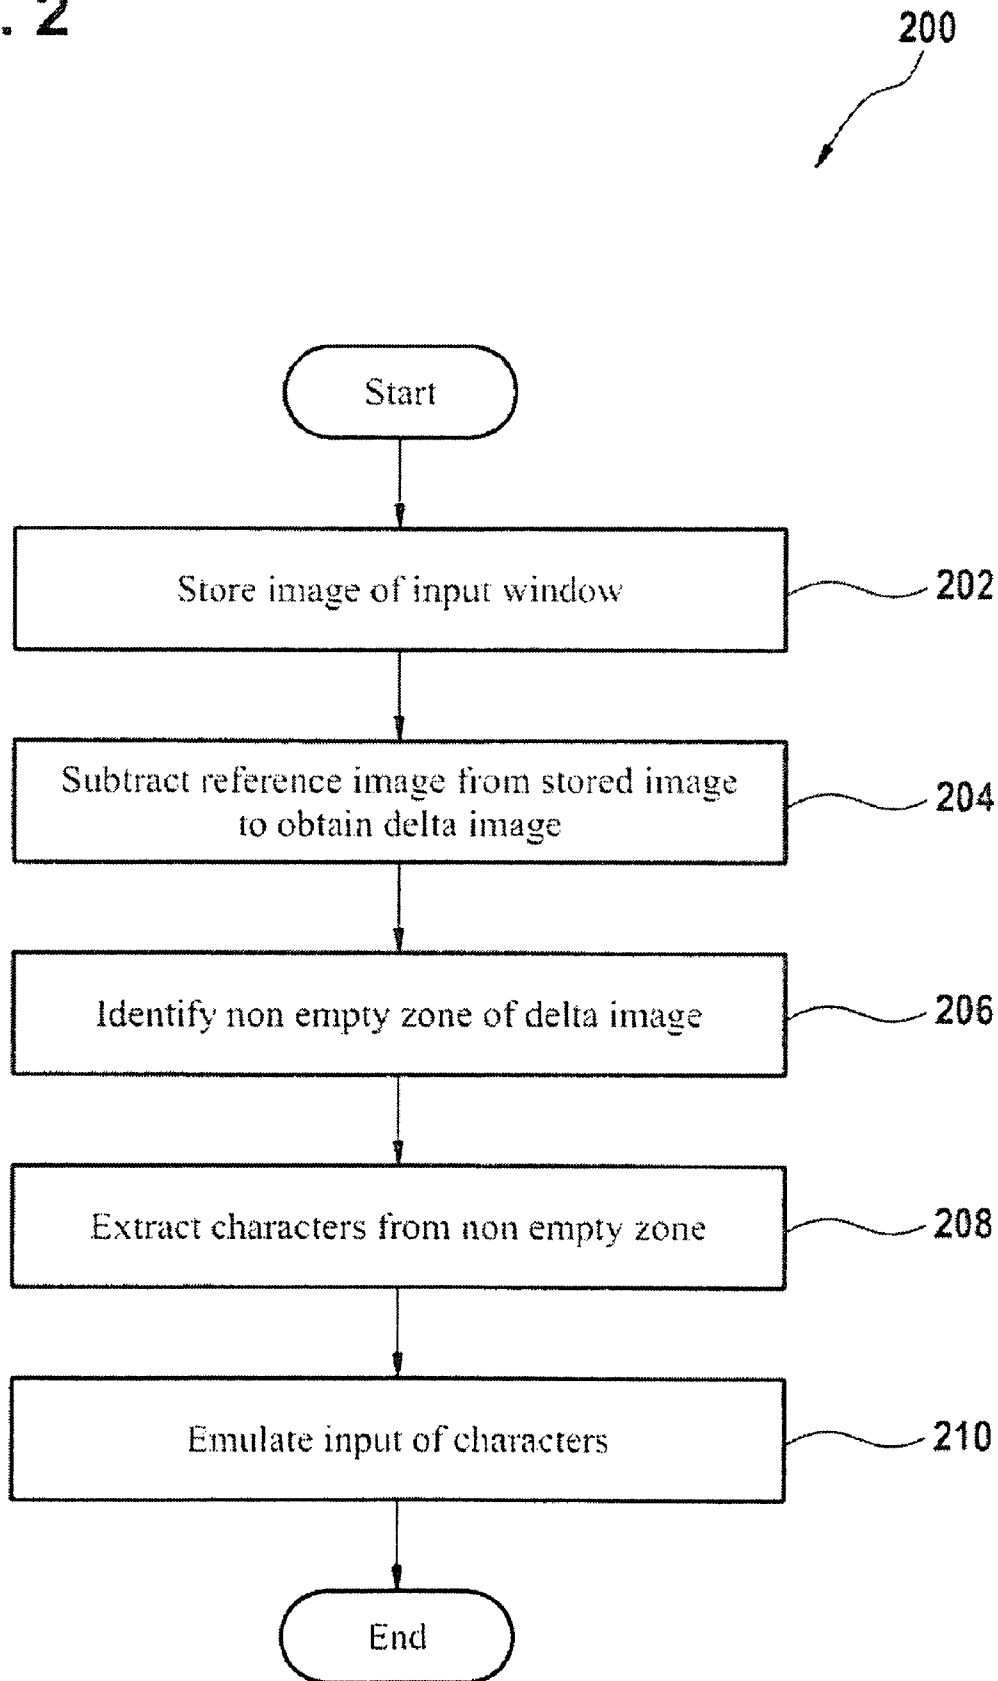 . 2
200
Start
Store image of input window
202
Subtract reference image from stored image
to obtain delta image
204
Identify non empty zone of delta image
206
Extract characters from non empty zone
208
Emulate input of characters
210
End